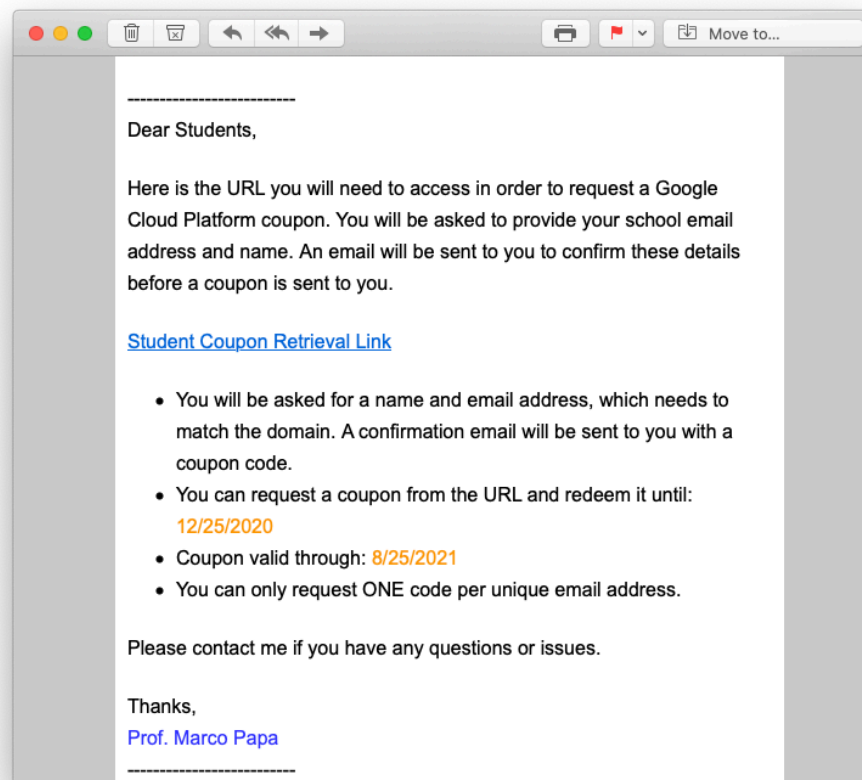 Move to...
--------------------------
Dear Students,
Here is the URL you will need to access in order to request a Google
Cloud Platform coupon. You will be asked to provide your school email
address and name. An email will be sent to you to confirm these details
before a coupon is sent to you.
Student Coupon Retrieval Link
• You will be asked for a name and email address, which needs to
match the domain. A confirmation email will be sent to you with a
coupon code.
• You can request a coupon from the URL and redeem it until:
12/25/2020
• Coupon valid through: 8/25/2021
• You can only request ONE code per unique email address.
Please contact me if you have any questions or issues.
Thanks,
Prof. Marco Papa
--------------------------